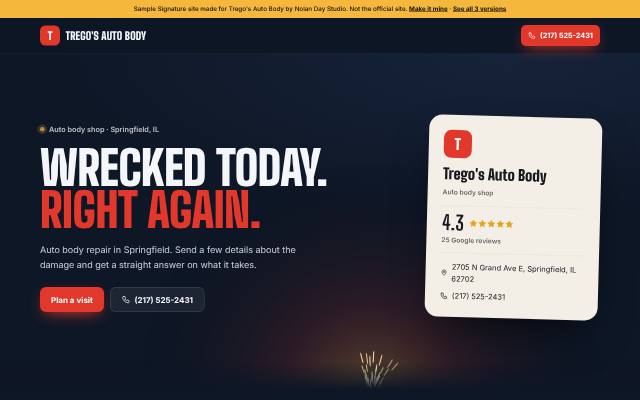 Sample Signature site made for Trego's Auto Body by Nolan Day Studio. Not the official site. Make it mine · See all 3 versions
T TREGO'S AUTO BODY
(217) 525-2431
Auto body shop · Springfield, IL
WRECKED TODAY.
RIGHT AGAIN.
Auto body repair in Springfield. Send a few details about the
damage and get a straight answer on what it takes.
Plan a visit
(217) 525-2431
T
Trego's Auto Body
Auto body shop
4.3 ★★★★★
25 Google reviews
2705 N Grand Ave E, Springfield, IL
62702
(217) 525-2431